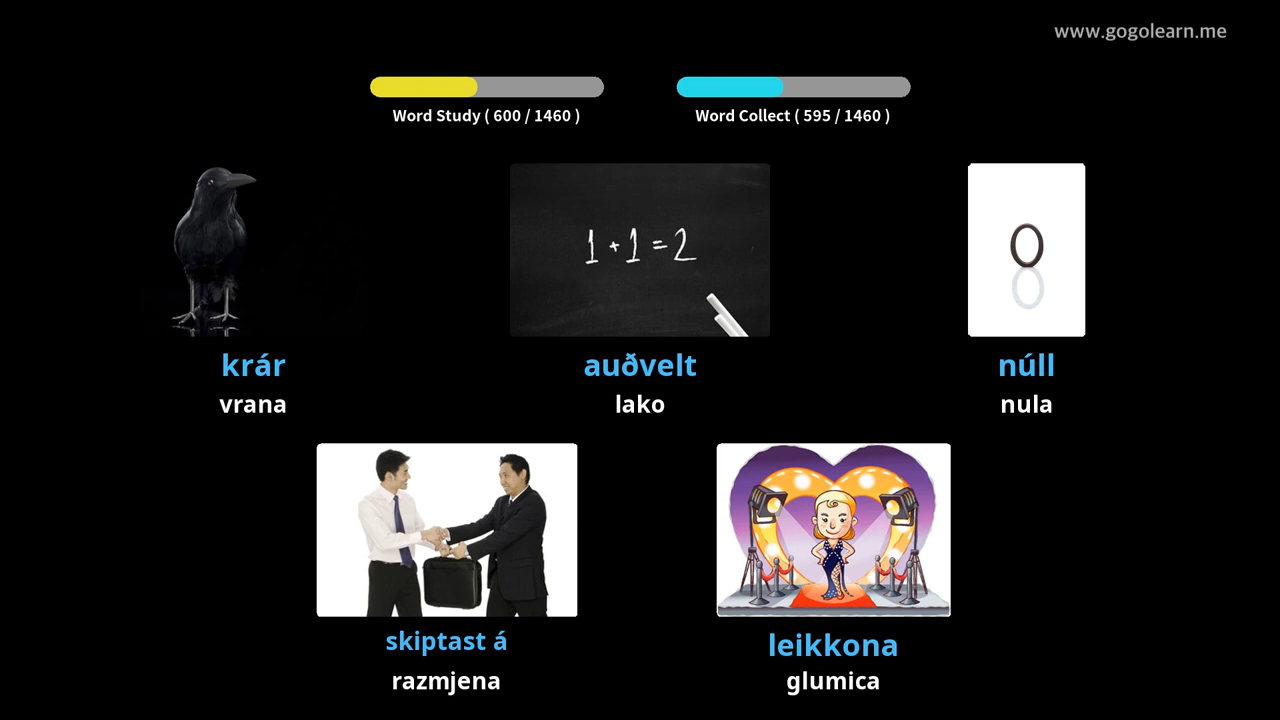 www.gogolearn.me
Word Study ( 600 / 1460 )
Word Collect ( 595 / 1460 )
1 + 1 = 2
0
krár
auðvelt
núll
vrana
lako
nula
skiptast á
leikkona
razmjena
glumica